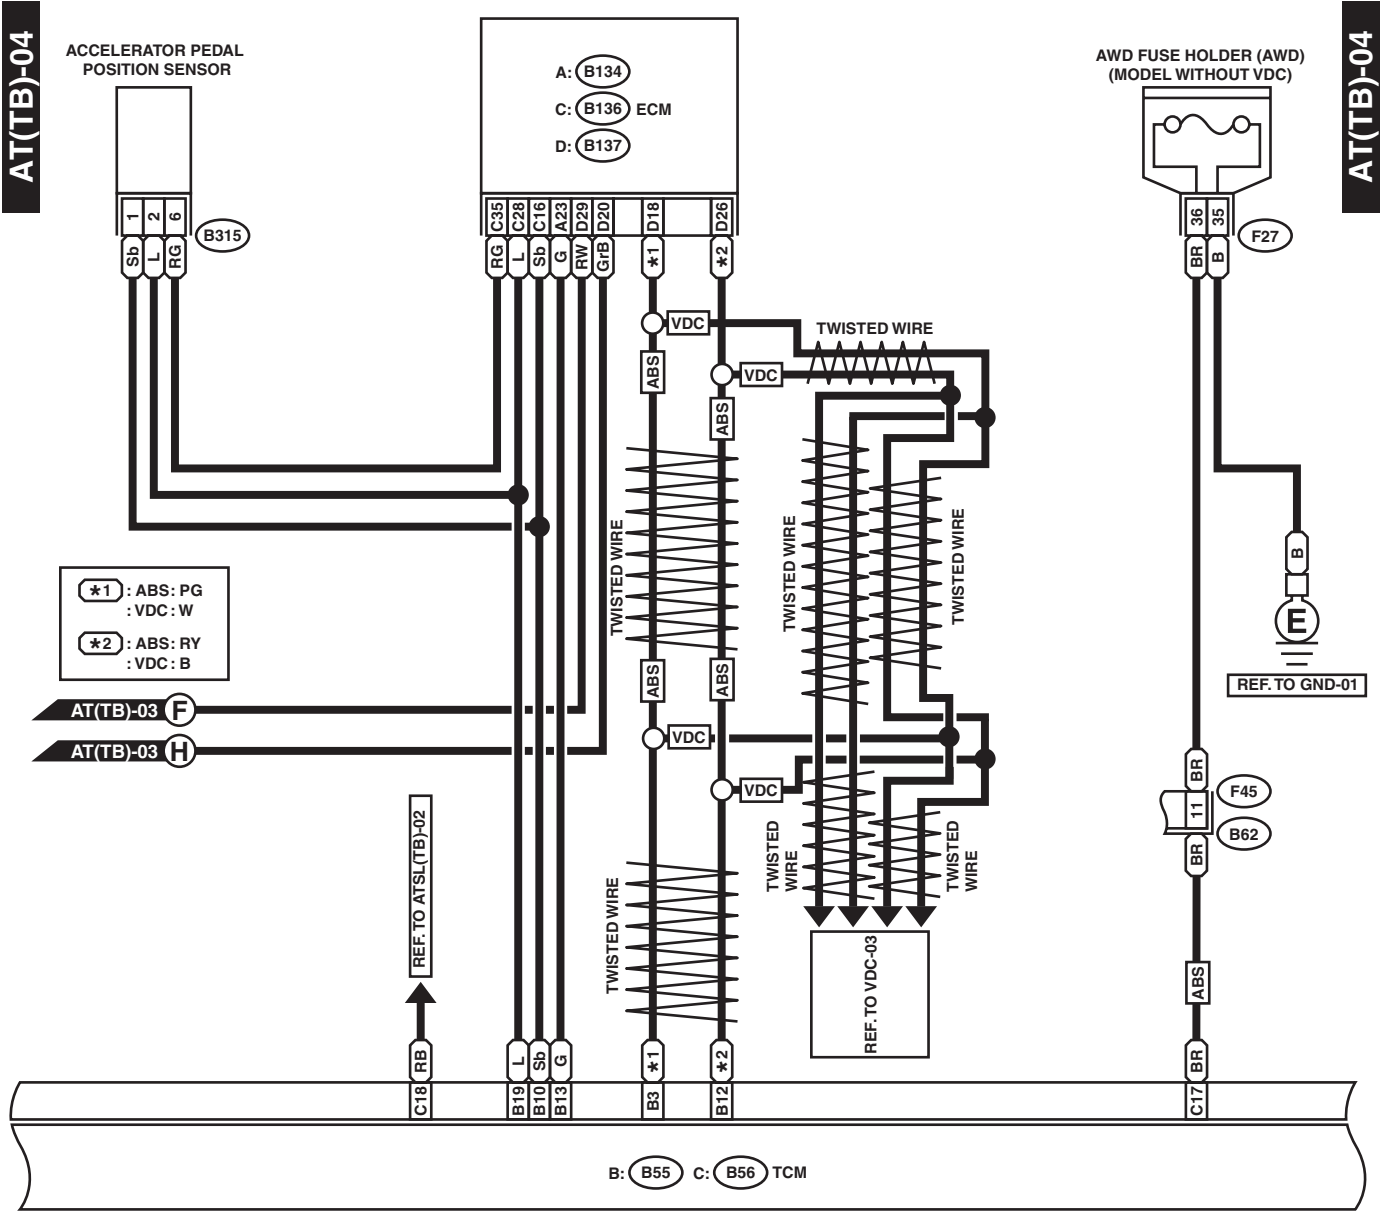 AT(TB)-04
AT(TB)-04
ACCELERATOR PEDAL
POSITION SENSOR
A: B134
C: B136 ECM
D: B137
AWD FUSE HOLDER (AWD)
(MODEL WITHOUT VDC)
1 2 6
B315
Sb L RG
C35 C28 C16 A23 D29 D20 D18 D26
RG L Sb G RW GrB *1 *2
36 35
F27
BR B
VDC
TWISTED WIRE
ABS
VDC
ABS
TWISTED WIRE
TWISTED WIRE
TWISTED WIRE
B
E
REF. TO GND-01
*1 : ABS : PG
: VDC : W
*2 : ABS : RY
: VDC : B
ABS
ABS
AT(TB)-03 F
AT(TB)-03 H
VDC
VDC
BR
11
F45
B62
BR
TWISTED
WIRE
TWISTED
WIRE
REF. TO ATSL(TB)-02
TWISTED WIRE
REF. TO VDC-03
ABS
RB L Sb G *1 *2 BR
C18 B19 B10 B13 B3 B12 C17
B: B55 C: B56 TCM